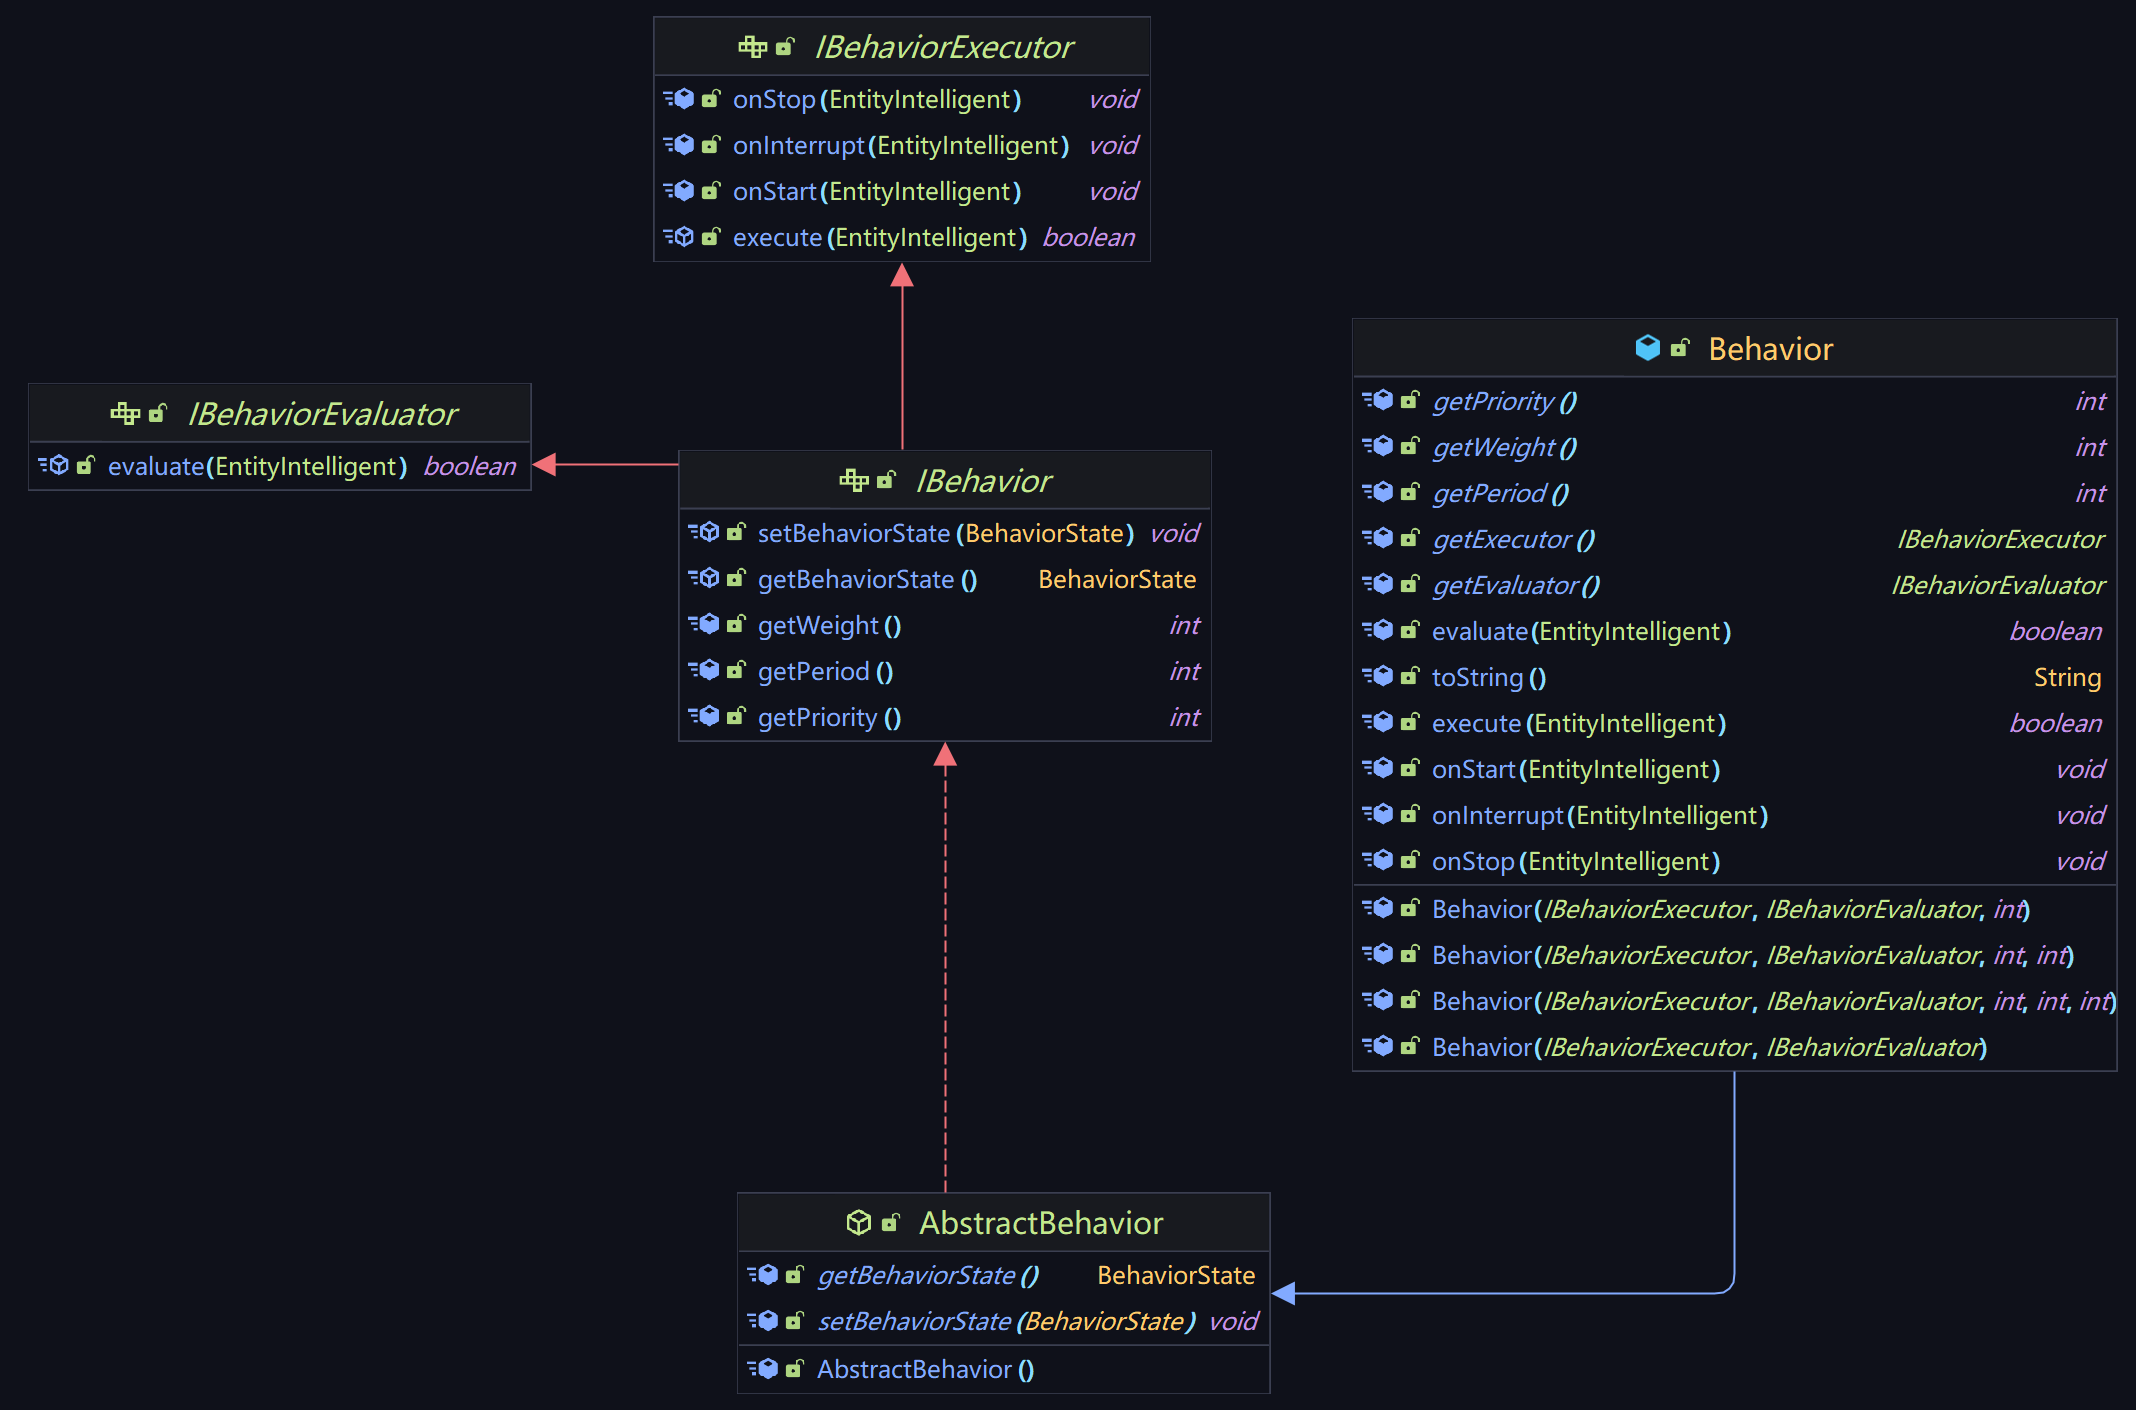 IBehaviorExecutor
onStop(EntityIntelligent) void
onInterrupt(EntityIntelligent) void
onStart(EntityIntelligent) void
execute(EntityIntelligent) boolean
IBehaviorEvaluator
evaluate(EntityIntelligent) boolean
IBehavior
setBehaviorState(BehaviorState) void
getBehaviorState() BehaviorState
getWeight() int
getPeriod() int
getPriority() int
Behavior
getPriority() int
getWeight() int
getPeriod() int
getExecutor() IBehaviorExecutor
getEvaluator() IBehaviorEvaluator
evaluate(EntityIntelligent) boolean
toString() String
execute(EntityIntelligent) boolean
onStart(EntityIntelligent) void
onInterrupt(EntityIntelligent) void
onStop(EntityIntelligent) void
Behavior(IBehaviorExecutor, IBehaviorEvaluator, int)
Behavior(IBehaviorExecutor, IBehaviorEvaluator, int, int)
Behavior(IBehaviorExecutor, IBehaviorEvaluator, int, int, int)
Behavior(IBehaviorExecutor, IBehaviorEvaluator)
AbstractBehavior
getBehaviorState() BehaviorState
setBehaviorState(BehaviorState) void
AbstractBehavior()